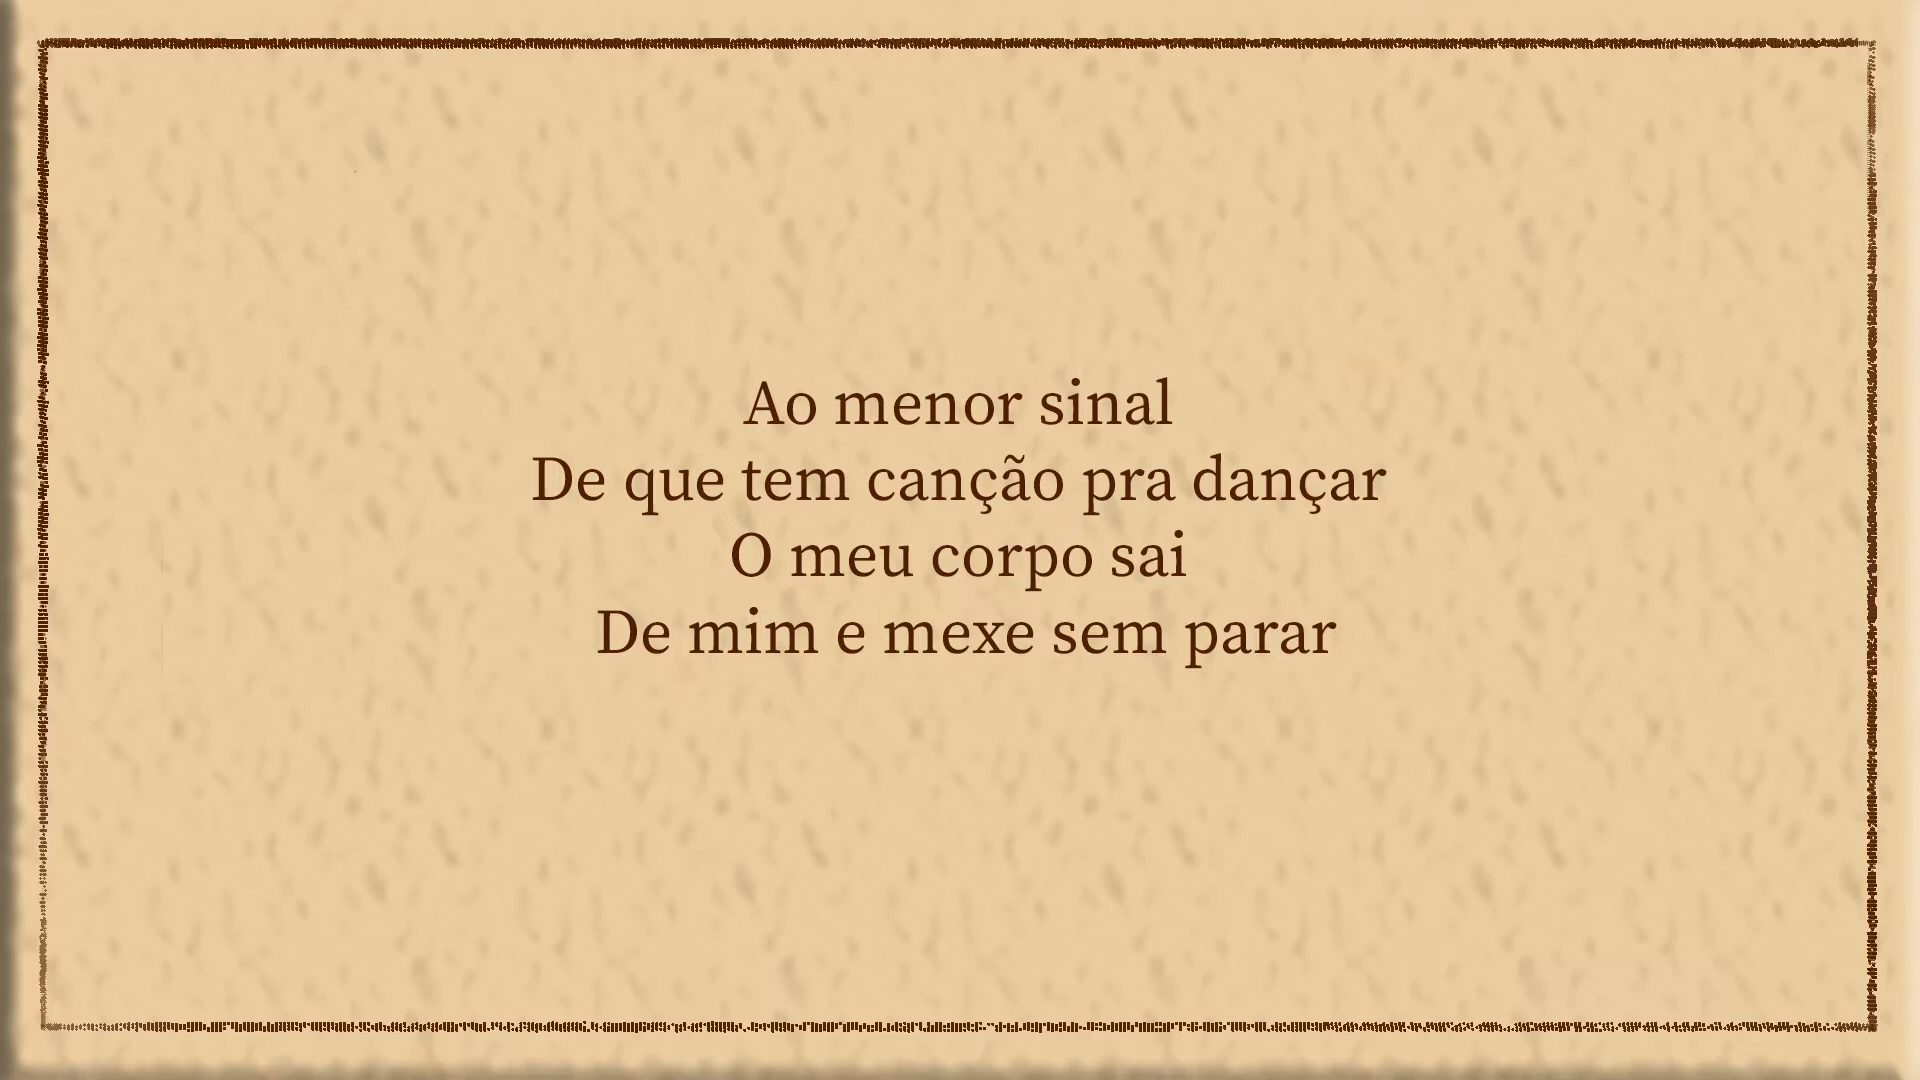 Ao menor sinal
De que tem canção pra dançar
O meu corpo sai
De mim e mexe sem parar